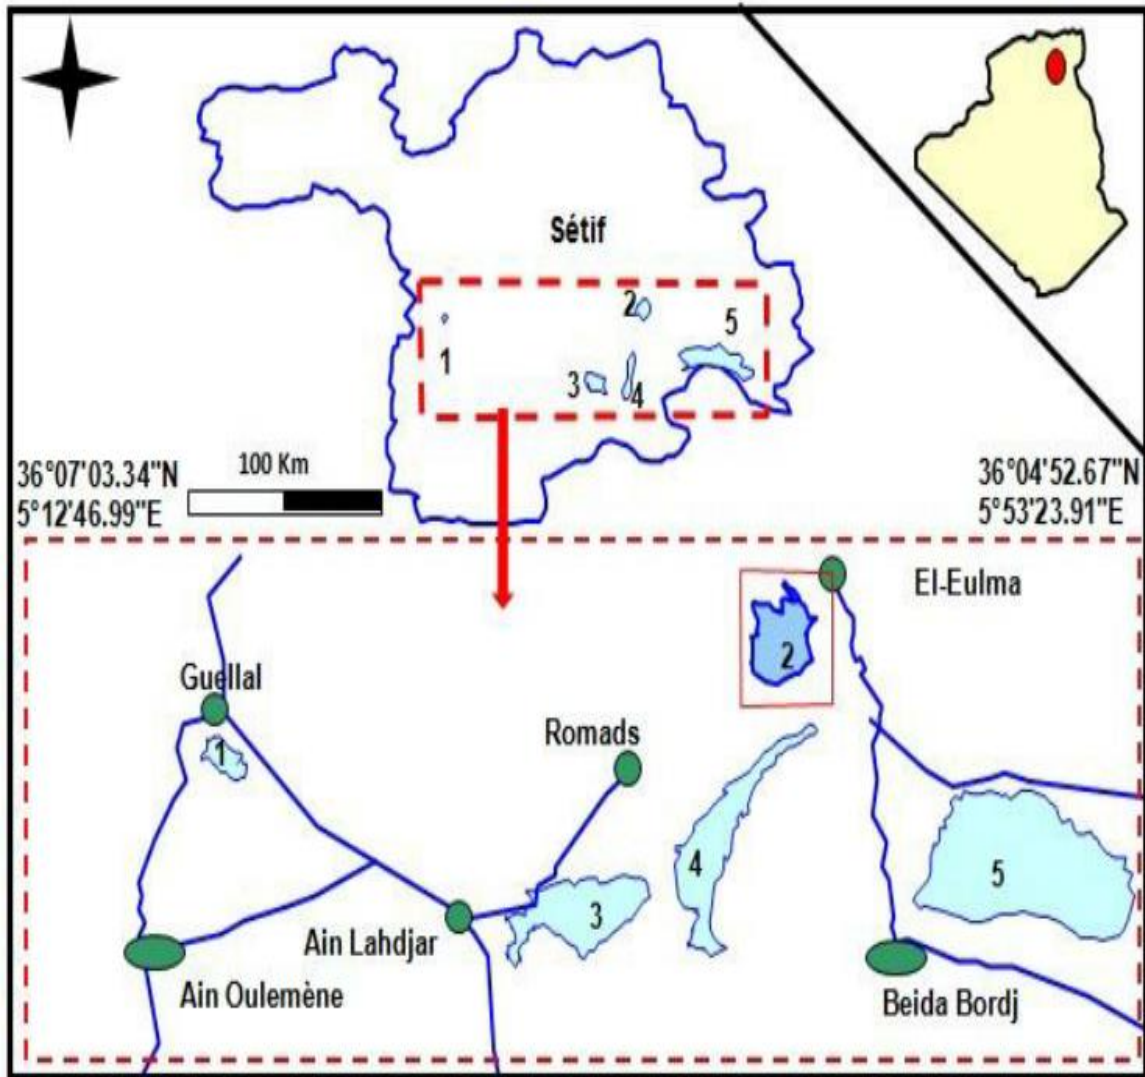 Sétif
2
5
1
3
4
36°07'03.34"N
5°12'46.99"E
100 Km
36°04'52.67"N
5°53'23.91"E
El-Eulma
2
Guellal
1
Romads
4
5
3
Ain Lahdjar
Ain Oulemène
Beida Bordj